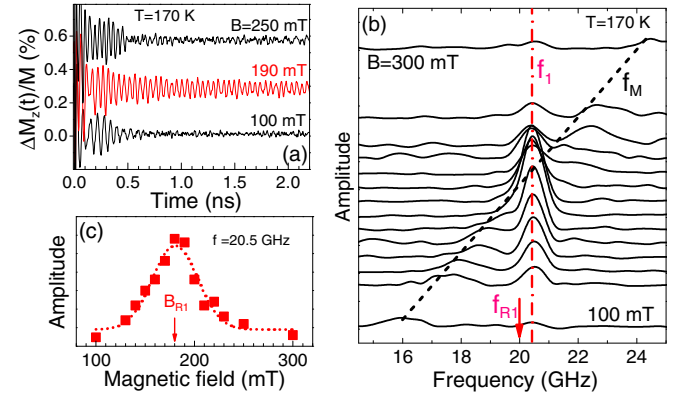 T=170 K
B=250 mT
190 mT
100 mT
(a)
ΔM_z(t)/M (%)
0.6
0.4
0.2
0.0
0.0 0.5 1.0 1.5 2.0
Time (ns)
(c)
f =20.5 GHz
B_R1
Amplitude
100 200 300
Magnetic field (mT)
(b)
T=170 K
B=300 mT
f_1
f_M
f_R1
100 mT
Amplitude
16 18 20 22 24
Frequency (GHz)